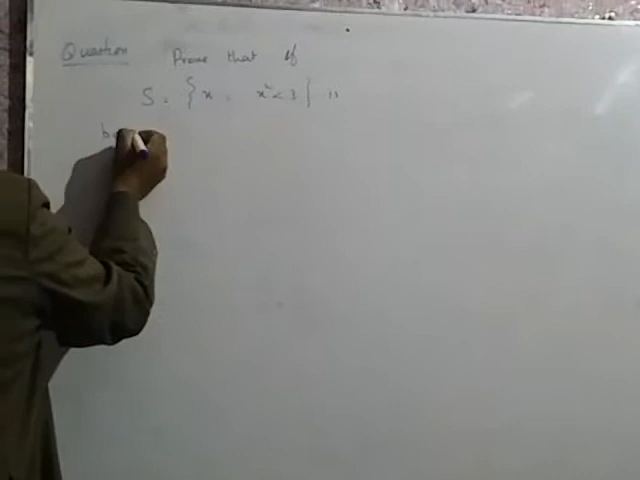 Question Prove that if
S = { x : x² < 3 } is